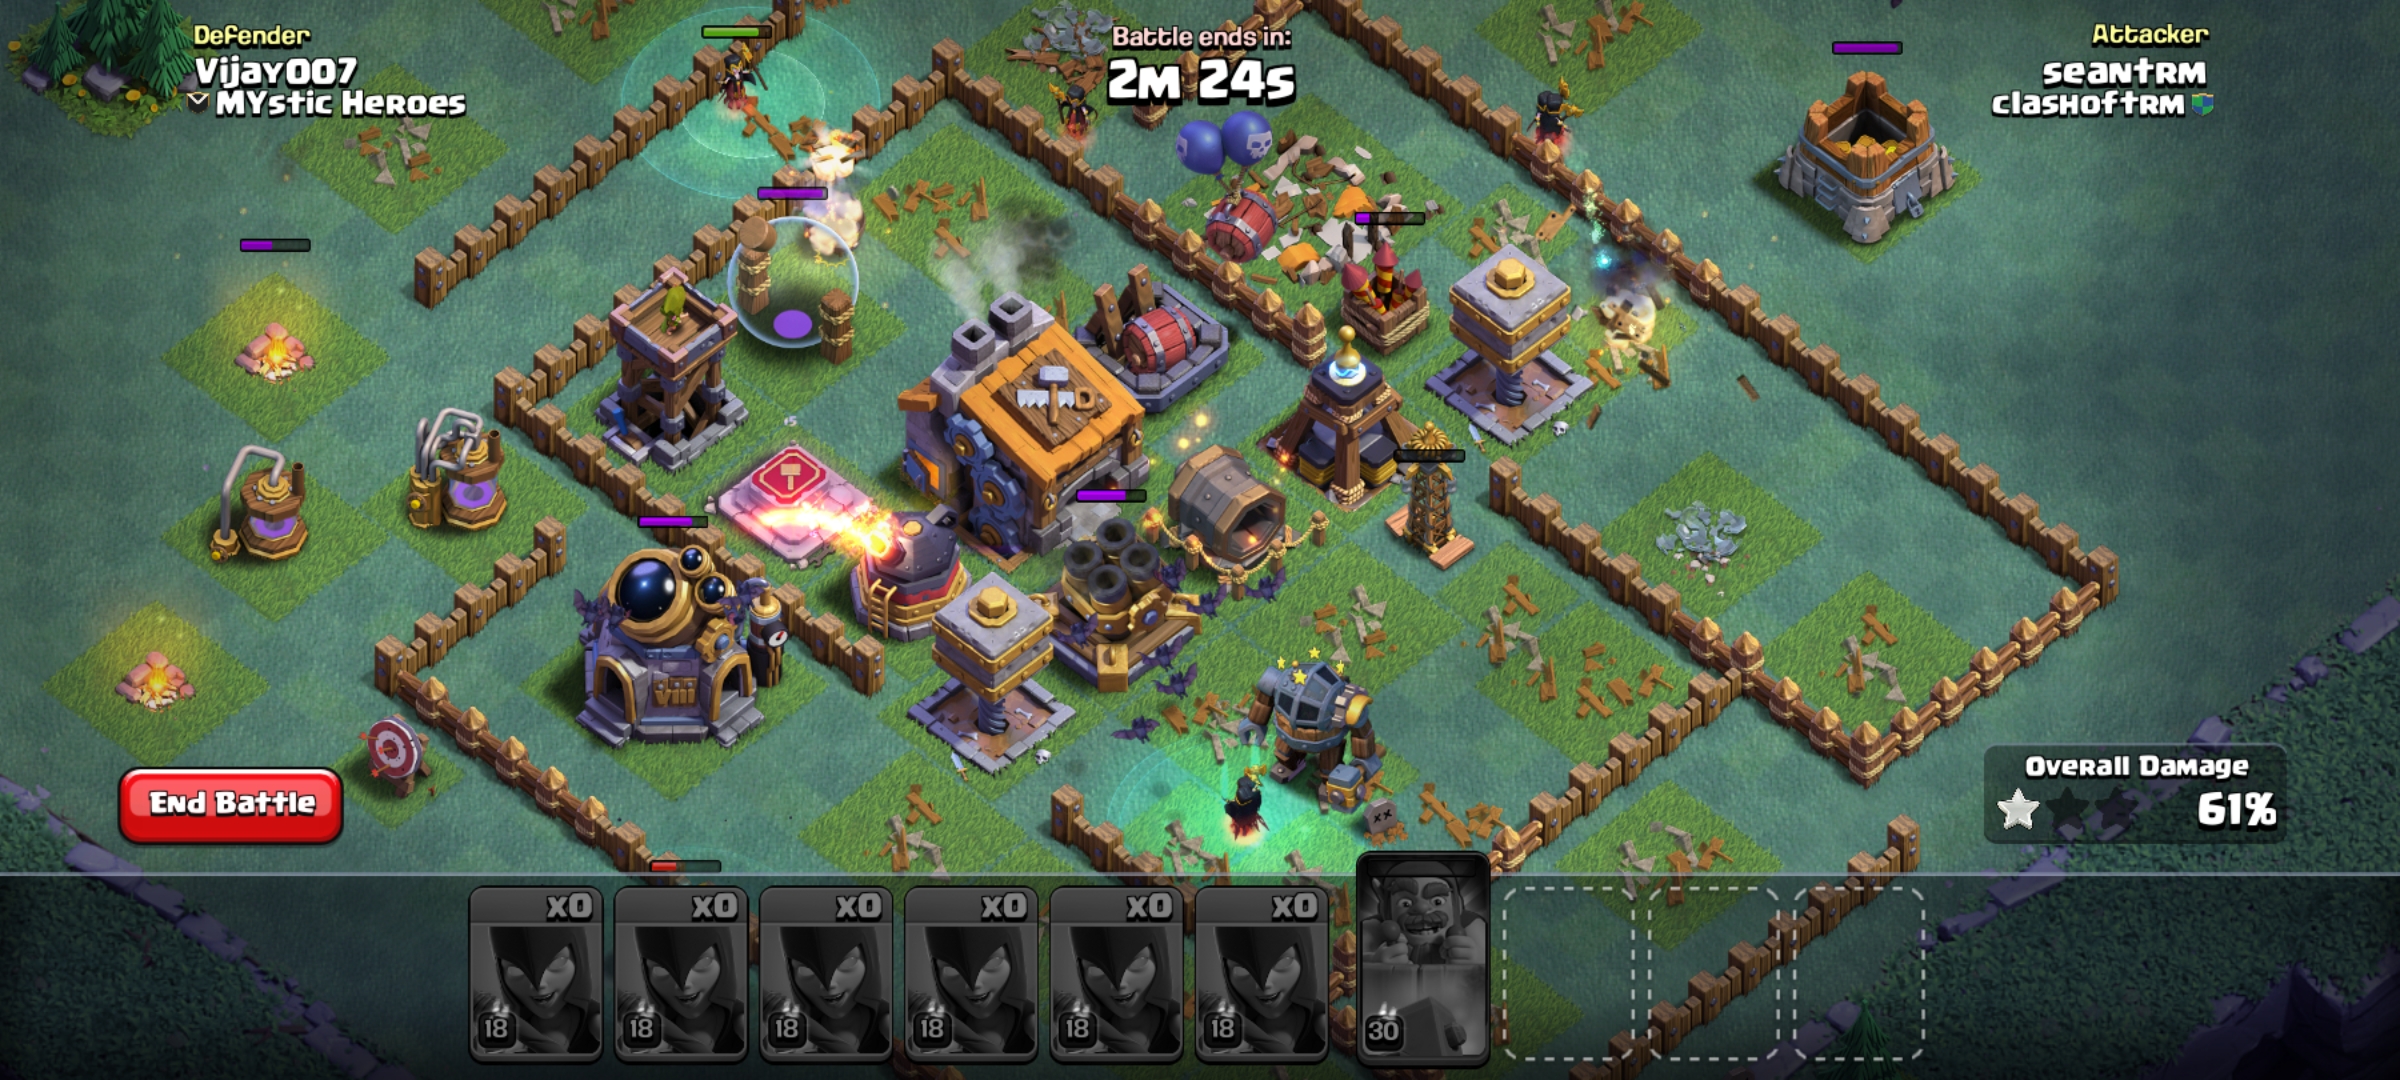 Defender
Vijay007
MYstic Heroes
Battle ends in:
2M 24s
Attacker
seantRM
clashoftRM
VIII
End Battle
Overall Damage
61%
x0
x0
x0
x0
x0
x0
18
18
18
18
18
18
30